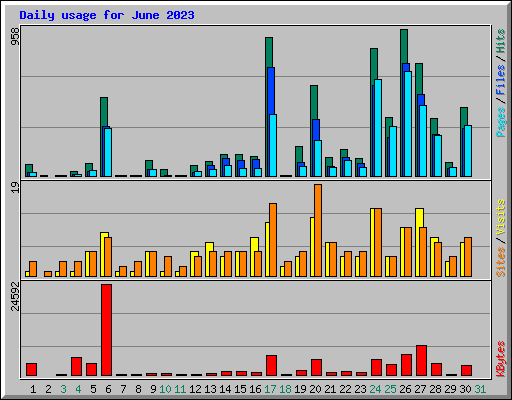 Daily usage for June 2023
958
Pages / Files / Hits
19
Sites / Visits
24592
KBytes
1 2 3 4 5 6 7 8 9 10 11 12 13 14 15 16 17 18 19 20 21 22 23 24 25 26 27 28 29 30 31